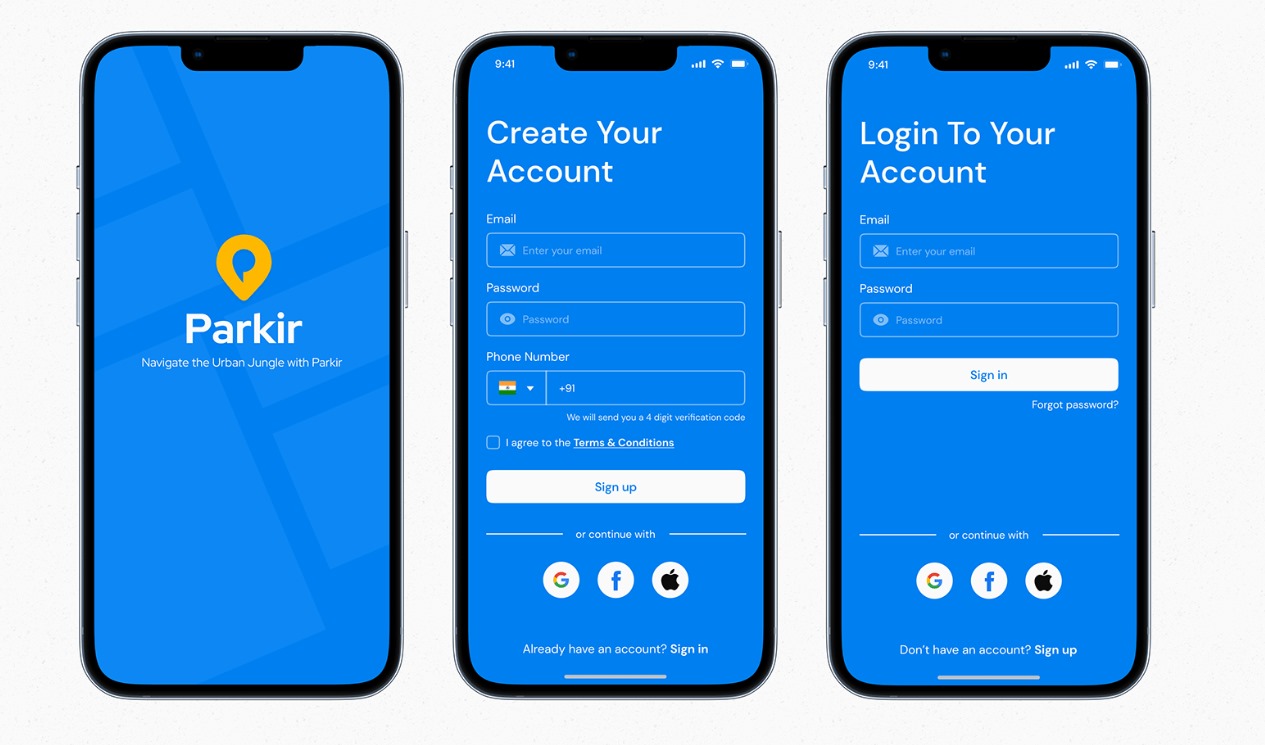 Parkir
Navigate the Urban Jungle with Parkir
9:41
Create Your
Account
Email
Enter your email
Password
Password
Phone Number
+91
We will send you a 4 digit verification code
I agree to the Terms & Conditions
Sign up
or continue with
Already have an account? Sign in
9:41
Login To Your
Account
Email
Enter your email
Password
Password
Sign in
Forgot password?
or continue with
Don't have an account? Sign up